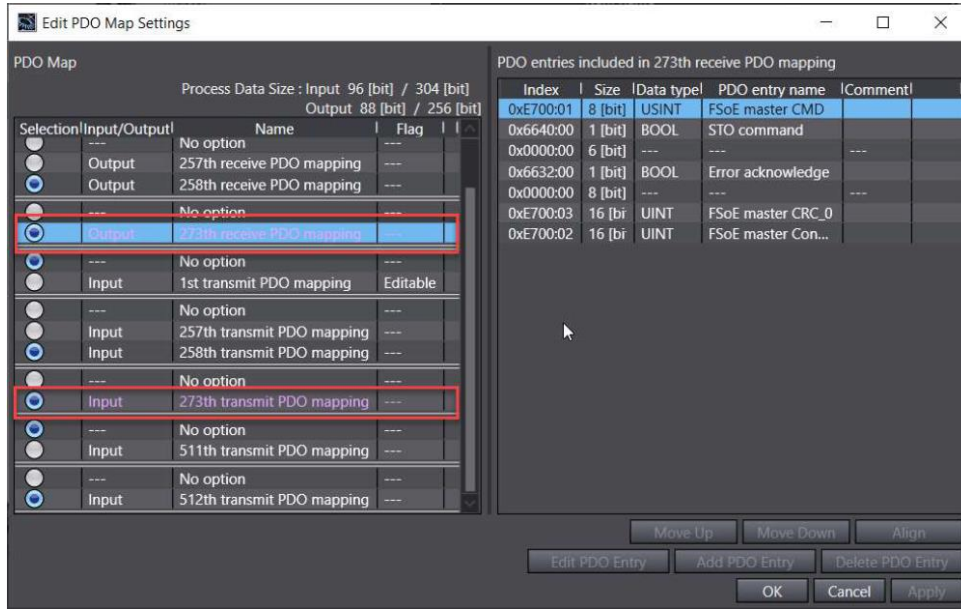 Edit PDO Map Settings
PDO Map
Process Data Size : Input 96 [bit] / 304 [bit]
Output 88 [bit] / 256 [bit]
Selection Input/Output Name Flag
--- No option ---
Output 257th receive PDO mapping ---
Output 258th receive PDO mapping ---
--- No option ---
Output 273th receive PDO mapping ---
--- No option ---
Input 1st transmit PDO mapping Editable
--- No option ---
Input 257th transmit PDO mapping ---
Input 258th transmit PDO mapping ---
--- No option ---
Input 273th transmit PDO mapping ---
--- No option ---
Input 511th transmit PDO mapping ---
--- No option ---
Input 512th transmit PDO mapping ---
PDO entries included in 273th receive PDO mapping
Index Size Data type PDO entry name Comment
0xE700:01 8 [bit] USINT FSoE master CMD
0x6640:00 1 [bit] BOOL STO command
0x0000:00 6 [bit] --- --- ---
0x6632:00 1 [bit] BOOL Error acknowledge
0x0000:00 8 [bit] --- --- ---
0xE700:03 16 [bi UINT FSoE master CRC_0
0xE700:02 16 [bi UINT FSoE master Con...
Move Up Move Down Align
Edit PDO Entry Add PDO Entry Delete PDO Entry
OK Cancel Apply